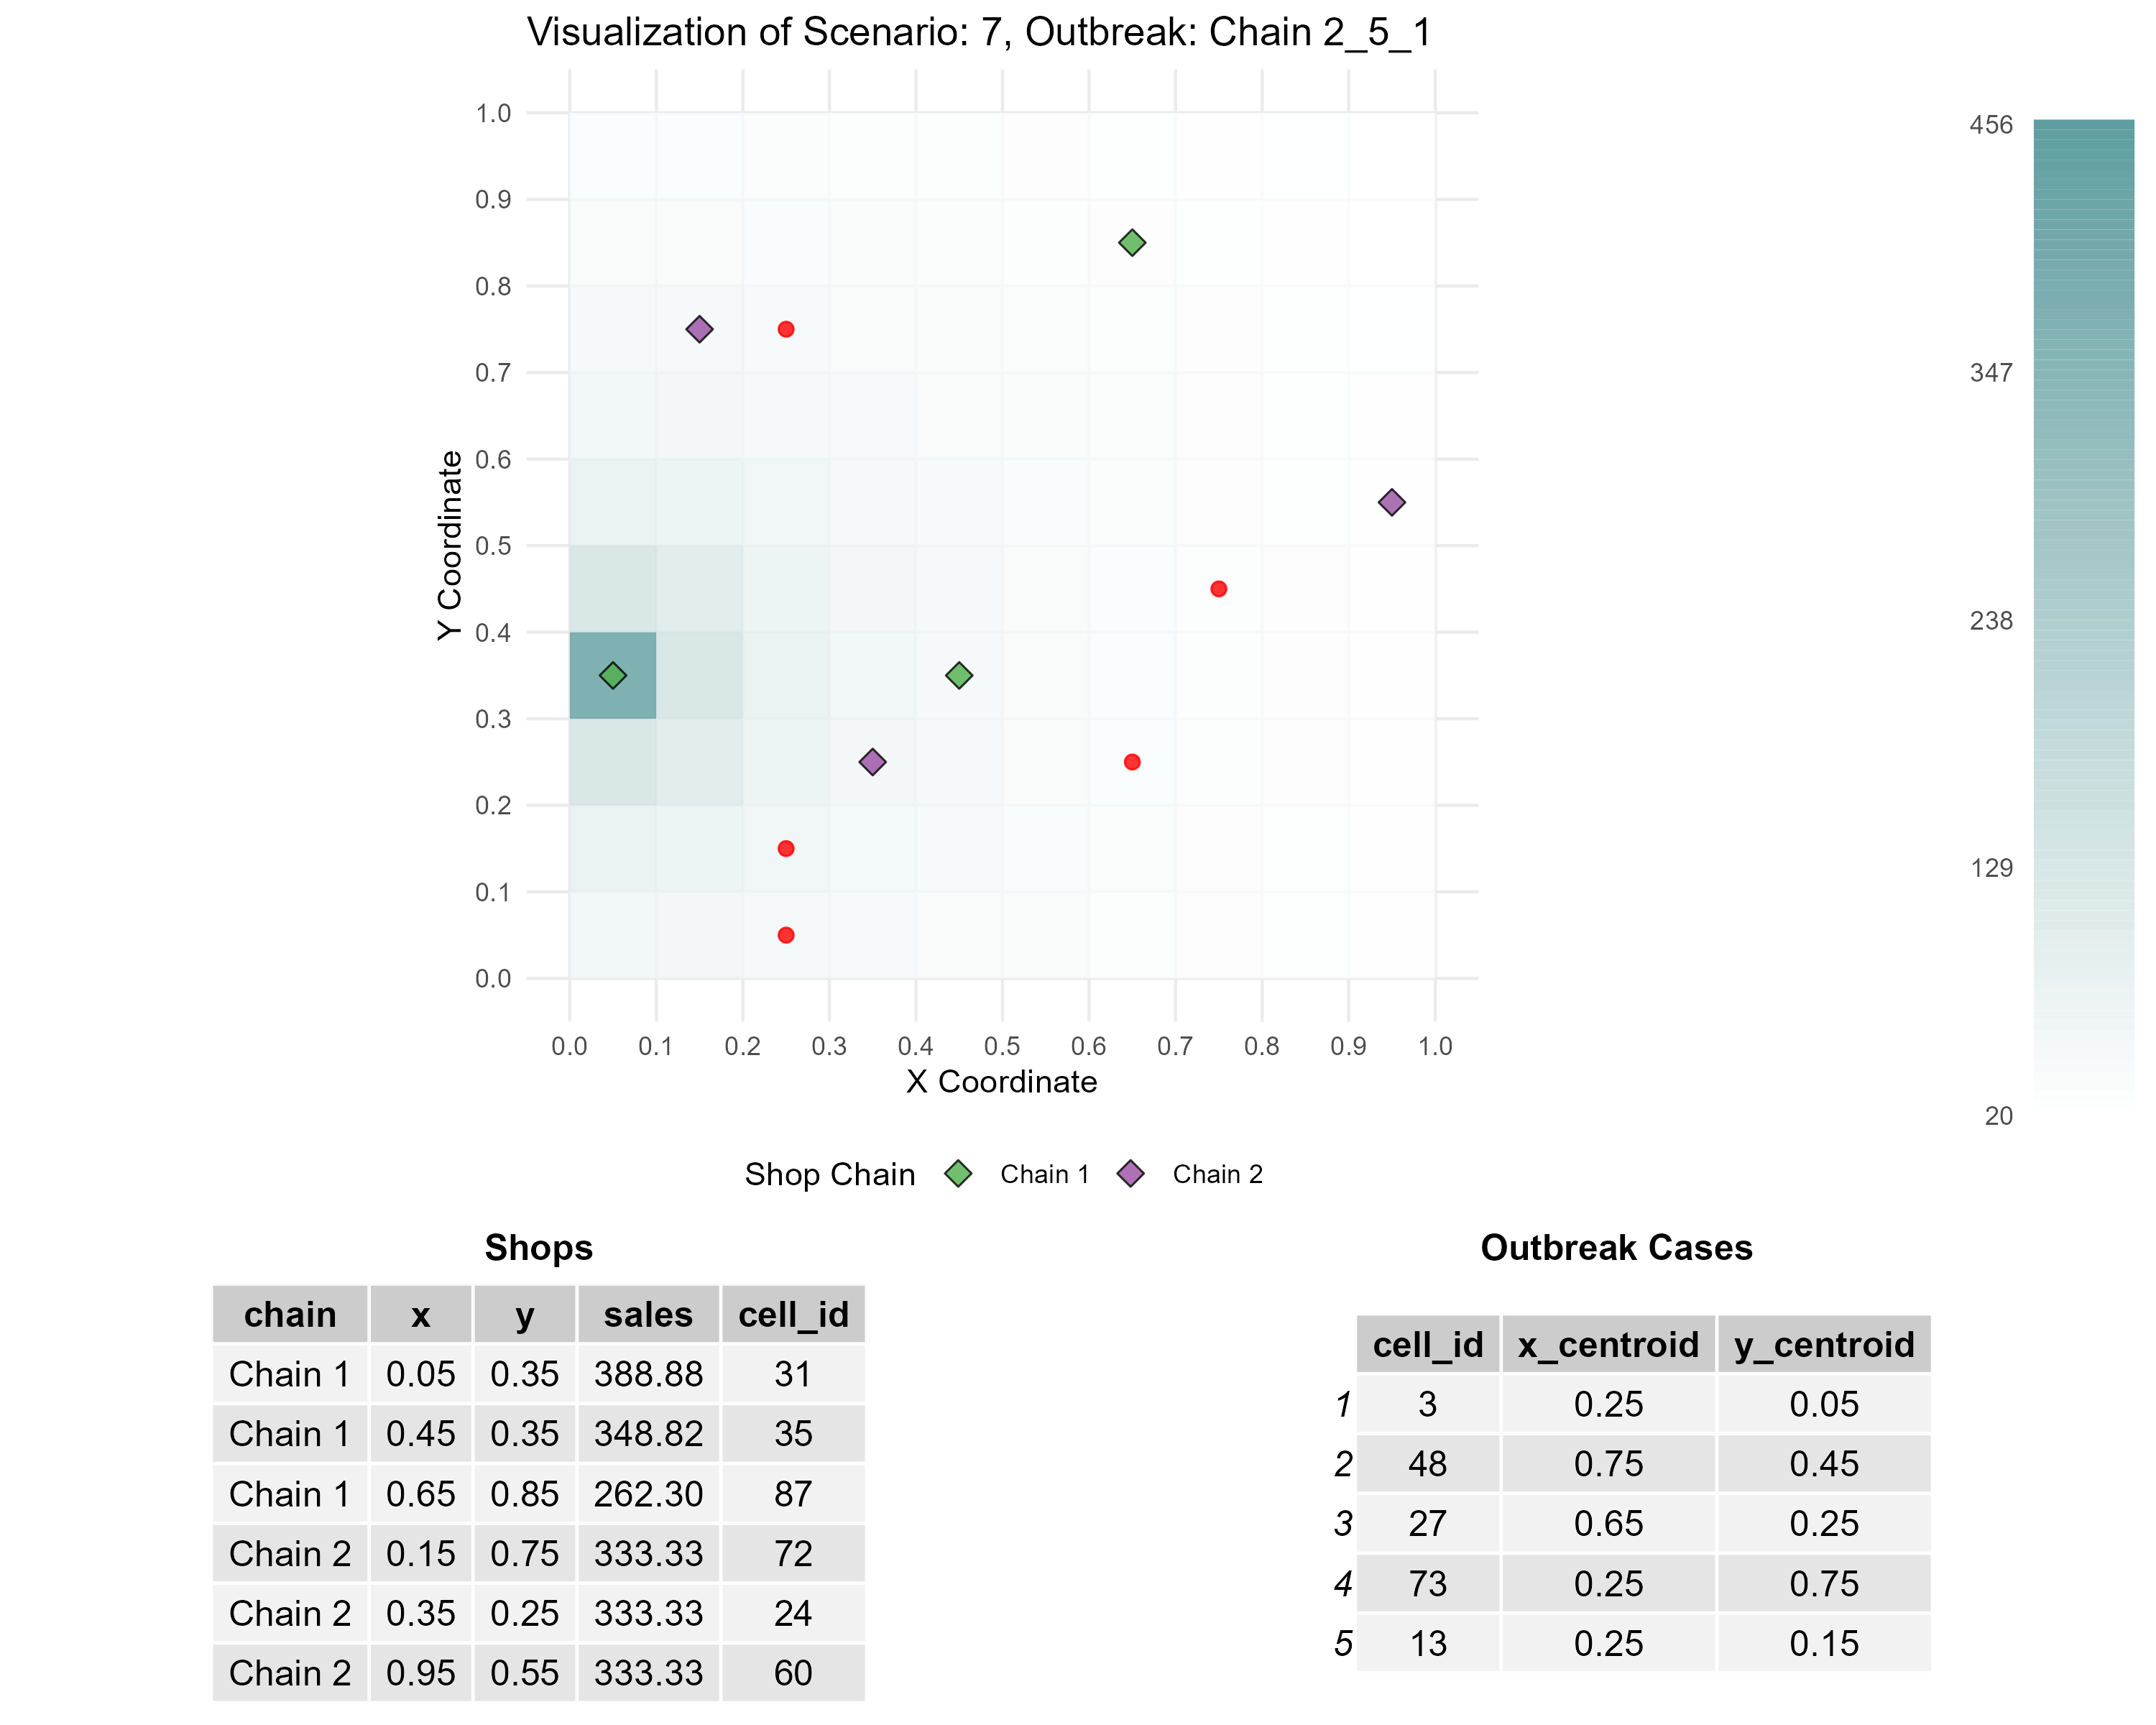 Visualization of Scenario: 7, Outbreak: Chain 2_5_1
Y Coordinate
1.0
0.9
0.8
0.7
0.6
0.5
0.4
0.3
0.2
0.1
0.0
0.0 0.1 0.2 0.3 0.4 0.5 0.6 0.7 0.8 0.9 1.0
X Coordinate
456
347
238
129
20
Shop Chain Chain 1 Chain 2
Shops
chain x y sales cell_id
Chain 1 0.05 0.35 388.88 31
Chain 1 0.45 0.35 348.82 35
Chain 1 0.65 0.85 262.30 87
Chain 2 0.15 0.75 333.33 72
Chain 2 0.35 0.25 333.33 24
Chain 2 0.95 0.55 333.33 60
Outbreak Cases
cell_id x_centroid y_centroid
1 3 0.25 0.05
2 48 0.75 0.45
3 27 0.65 0.25
4 73 0.25 0.75
5 13 0.25 0.15